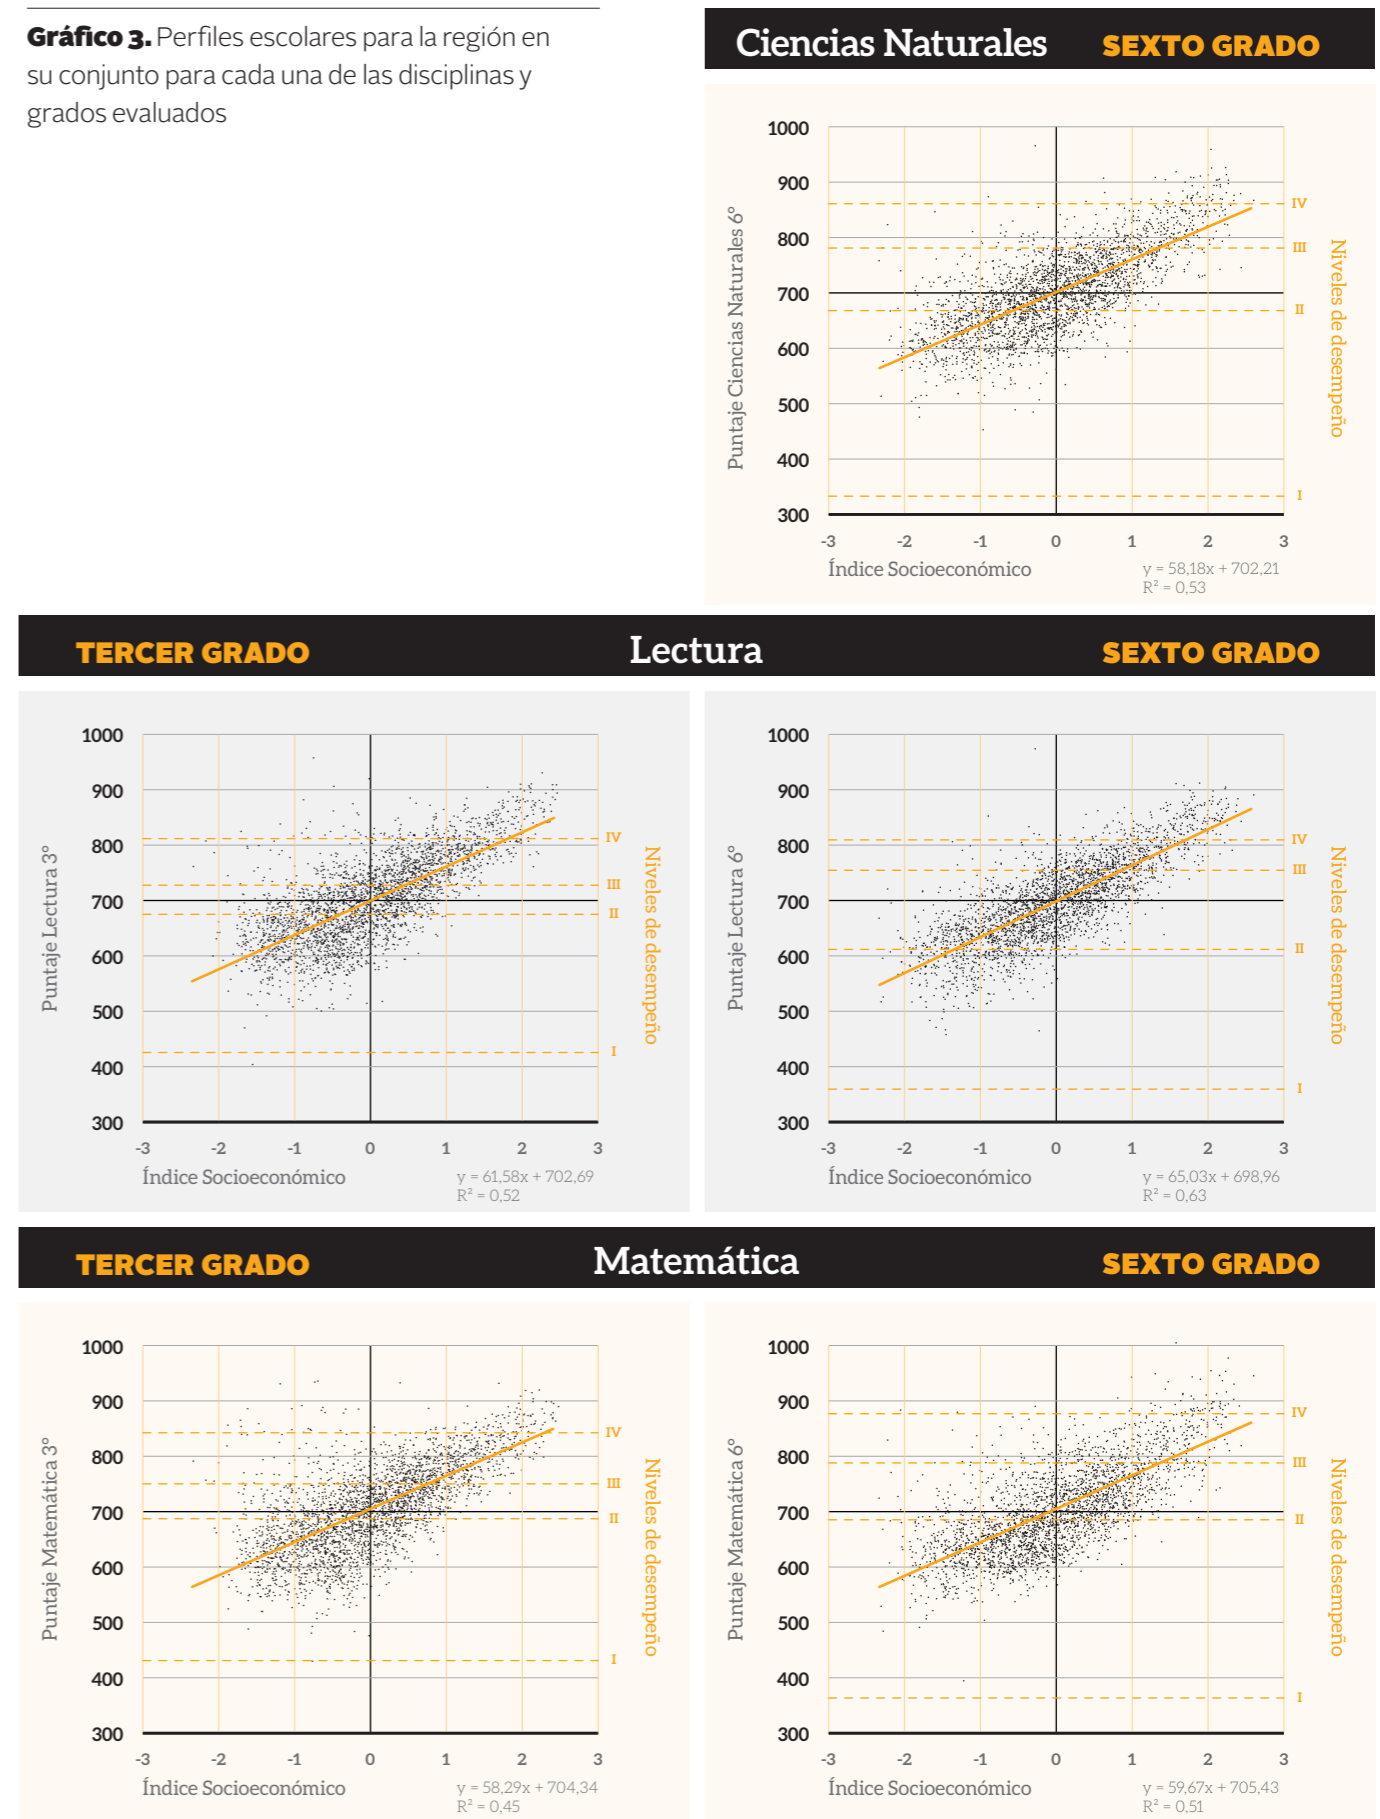 Gráfico 3. Perfiles escolares para la región en
su conjunto para cada una de las disciplinas y
grados evaluados
Ciencias Naturales SEXTO GRADO
Puntaje Ciencias Naturales 6°
1000
900
800
700
600
500
400
300
IV
III
II
I
Niveles de desempeño
-3 -2 -1 0 1 2 3
Índice Socioeconómico
y = 58,18x + 702,21
R² = 0,53
TERCER GRADO Lectura SEXTO GRADO
Puntaje Lectura 3°
1000
900
800
700
600
500
400
300
IV
III
II
I
Niveles de desempeño
-3 -2 -1 0 1 2 3
Índice Socioeconómico
y = 61,58x + 702,69
R² = 0,52
Puntaje Lectura 6°
1000
900
800
700
600
500
400
300
IV
III
II
I
Niveles de desempeño
-3 -2 -1 0 1 2 3
Índice Socioeconómico
y = 65,03x + 698,96
R² = 0,63
TERCER GRADO Matemática SEXTO GRADO
Puntaje Matemática 3°
1000
900
800
700
600
500
400
300
IV
III
II
I
Niveles de desempeño
-3 -2 -1 0 1 2 3
Índice Socioeconómico
y = 58,29x + 704,34
R² = 0,45
Puntaje Matemática 6°
1000
900
800
700
600
500
400
300
IV
III
II
I
Niveles de desempeño
-3 -2 -1 0 1 2 3
Índice Socioeconómico
y = 59,67x + 705,43
R² = 0,51